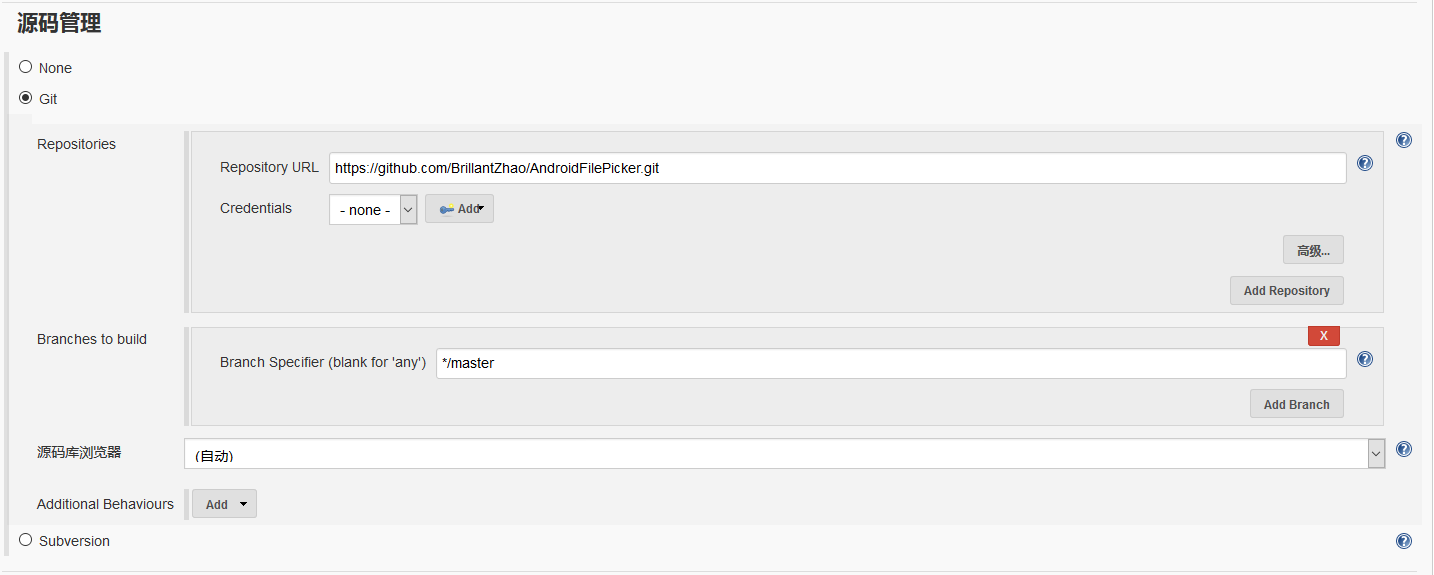 源码管理
None
Git
Repositories
Repository URL https://github.com/BrillantZhao/AndroidFilePicker.git
Credentials - none - Add
高级...
Add Repository
Branches to build
X
Branch Specifier (blank for 'any') */master
Add Branch
源码库浏览器 (自动)
Additional Behaviours Add
Subversion